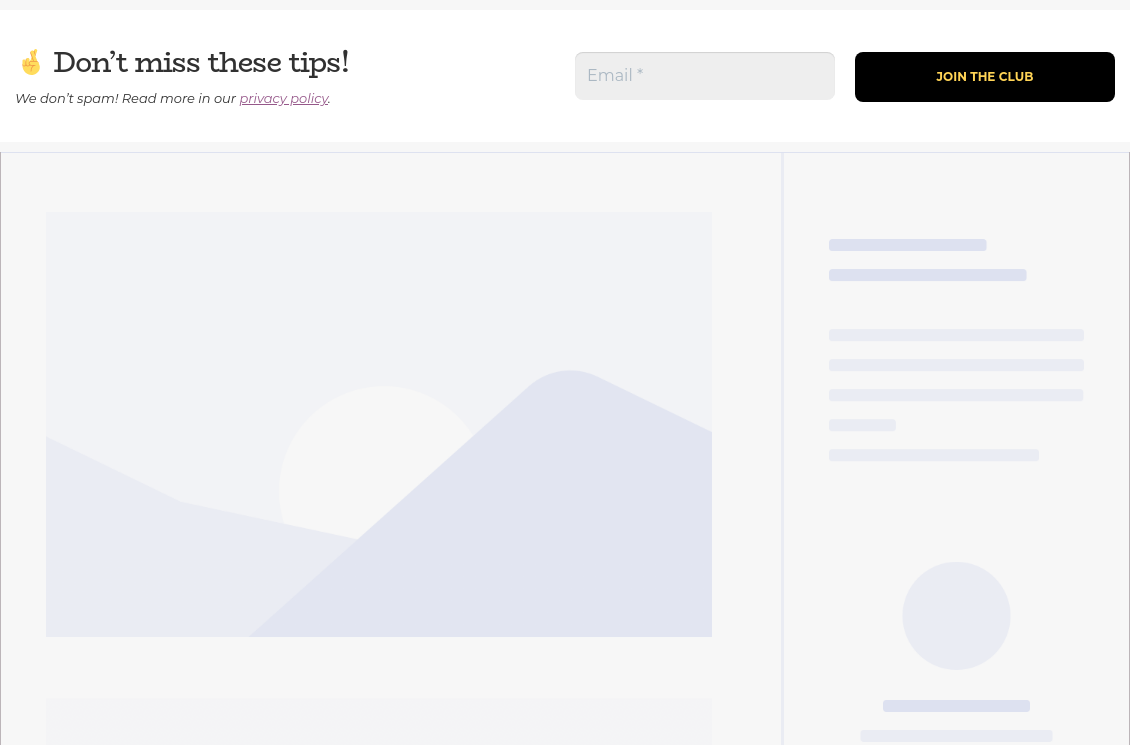 🤞 Don’t miss these tips!
We don’t spam! Read more in our privacy policy.
Email *
JOIN THE CLUB